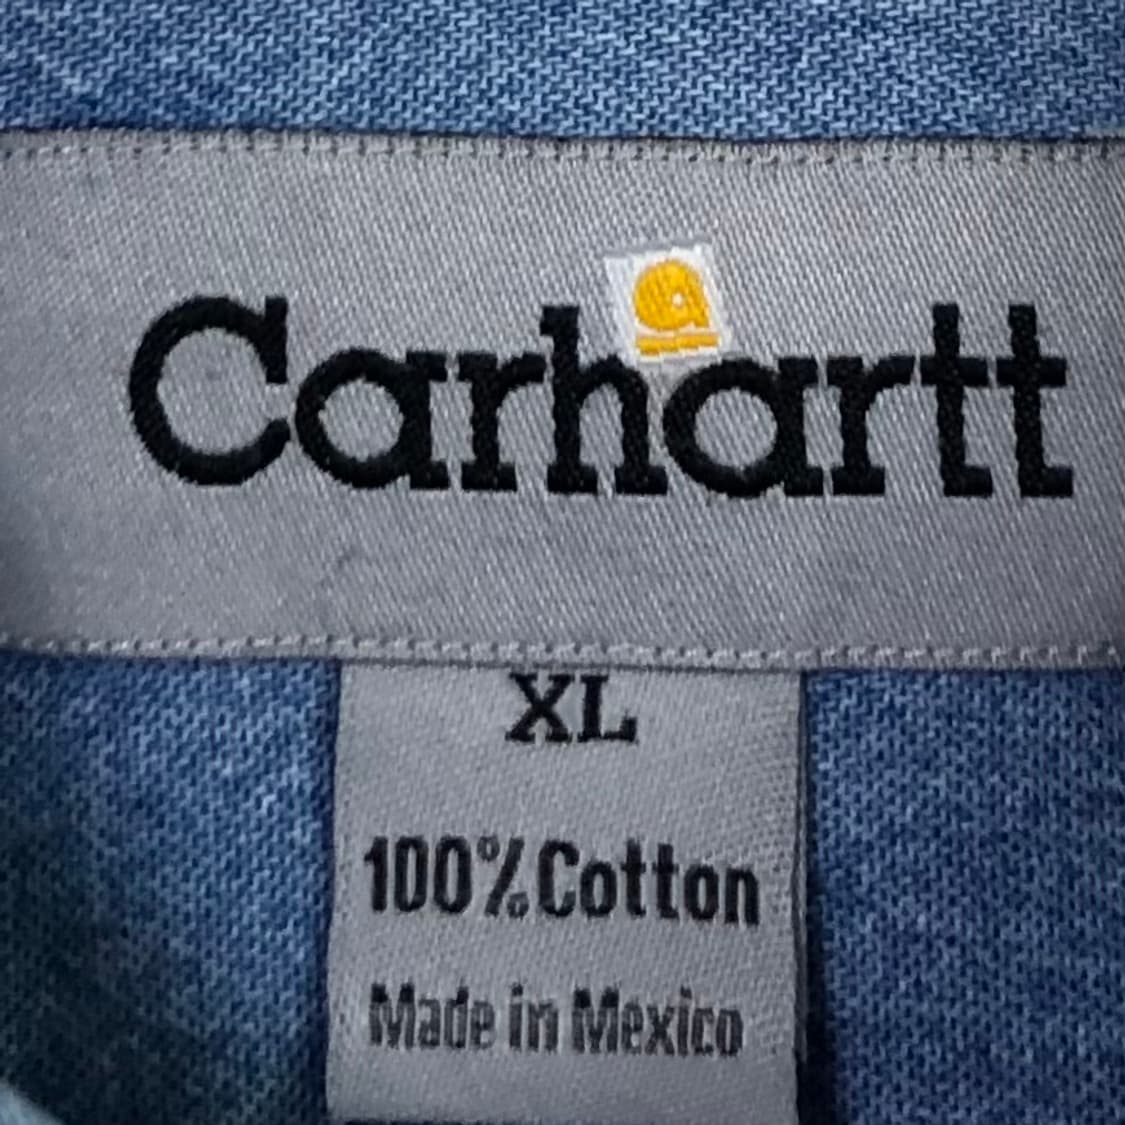 Carhartt
XL
100% Cotton
Made in Mexico